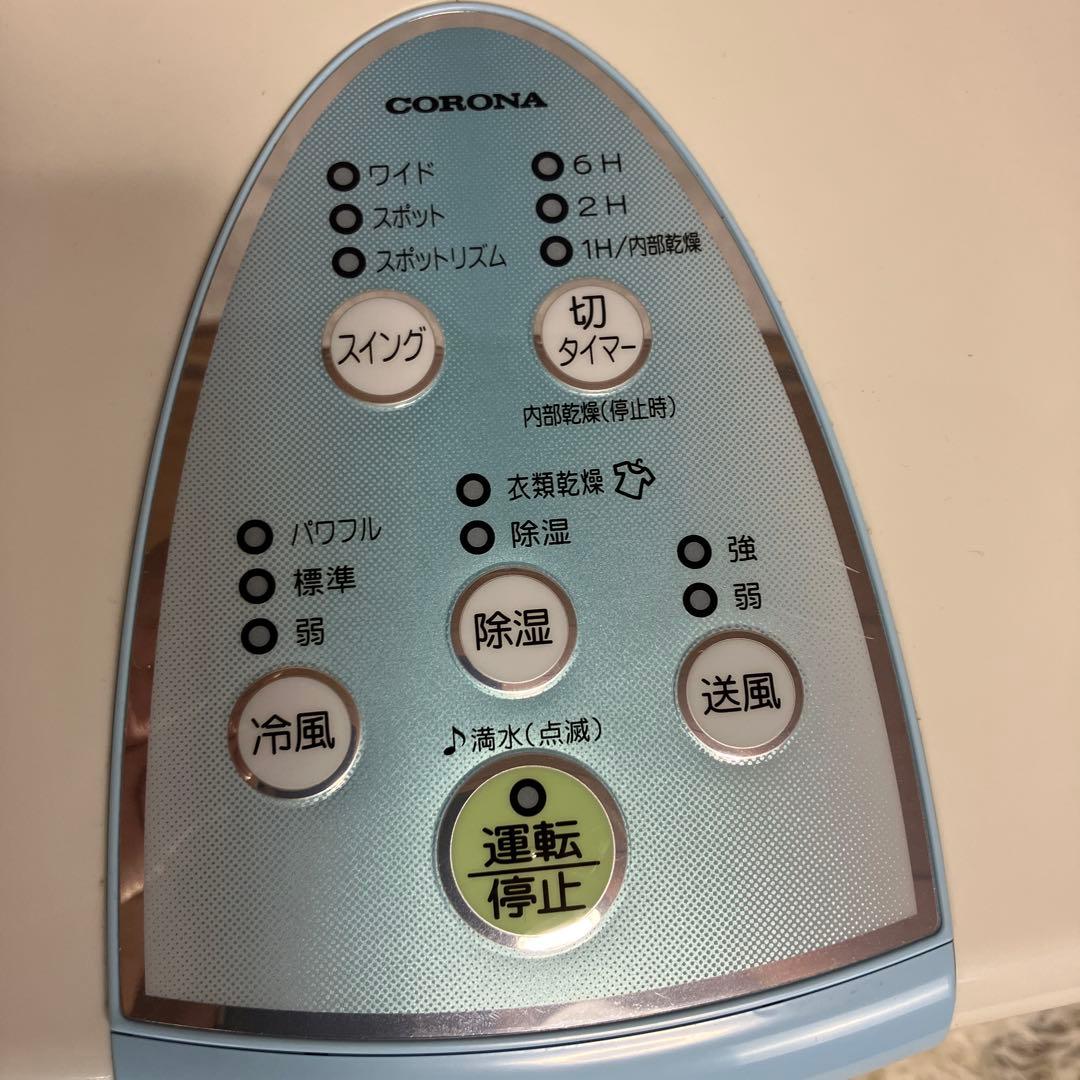 CORONA
ワイド
スポット
スポットリズム
スイング
6H
2H
1H/内部乾燥
切
タイマー
内部乾燥(停止時)
衣類乾燥
除湿
除湿
パワフル
標準
弱
冷風
強
弱
送風
♪満水(点滅)
運転
停止